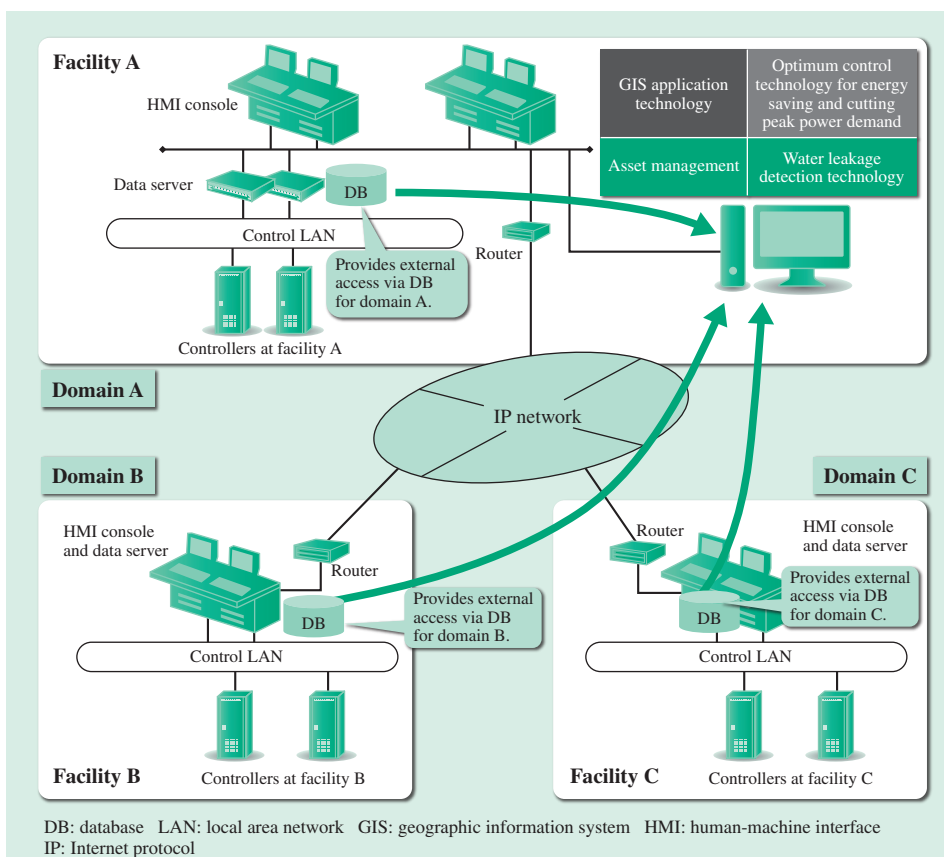 Facility A
HMI console
GIS application
technology
Optimum control
technology for energy
saving and cutting
peak power demand
Asset management
Water leakage
detection technology
Data server
DB
Control LAN
Router
Provides external
access via DB
for domain A.
Controllers at facility A
Domain A
IP network
Domain B
Domain C
HMI console
and data server
Router
DB
Provides external
access via DB
for domain B.
Control LAN
Facility B
Controllers at facility B
Router
HMI console
and data server
Provides external
access via DB
for domain C.
DB
Control LAN
Facility C
Controllers at facility C
DB: database LAN: local area network GIS: geographic information system HMI: human-machine interface
IP: Internet protocol